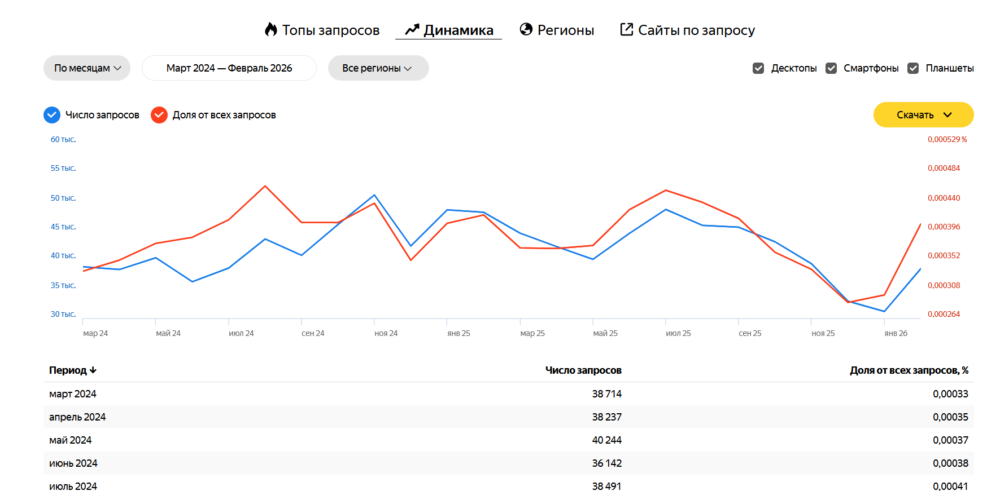 Топы запросов Динамика Регионы Сайты по запросу
По месяцам Март 2024 — Февраль 2026 Все регионы Десктопы Смартфоны Планшеты
Число запросов Доля от всех запросов Скачать
60 тыс. 0,000529 %
55 тыс. 0,000484
50 тыс. 0,000440
45 тыс. 0,000396
40 тыс. 0,000352
35 тыс. 0,000308
30 тыс. 0,000264
мар 24 май 24 июл 24 сен 24 ноя 24 янв 25 мар 25 май 25 июл 25 сен 25 ноя 25 янв 26
Период Число запросов Доля от всех запросов, %
март 2024 38 714 0,00033
апрель 2024 38 237 0,00035
май 2024 40 244 0,00037
июнь 2024 36 142 0,00038
июль 2024 38 491 0,00041